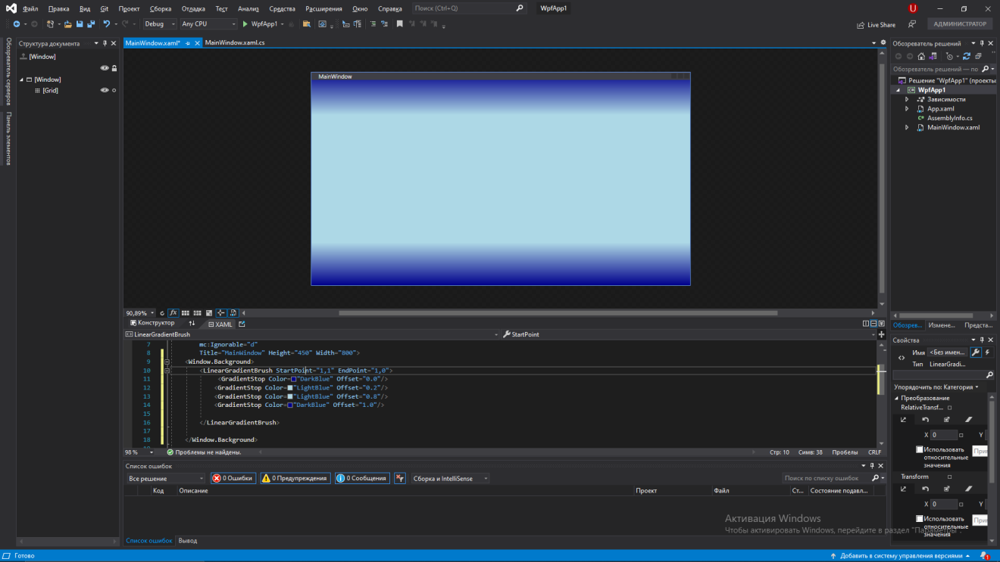 Файл Правка Вид Git Проект Сборка Отладка Тест Анализ Средства Расширения Окно Справка Поиск (Ctrl+Q) WpfApp1 U
Debug Any CPU WpfApp1 Live Share АДМИНИСТРАТОР
Обозреватель серверов
Панель элементов
Структура документа
[Window]
[Window]
[Grid]
MainWindow.xaml* MainWindow.xaml.cs
MainWindow
90,89%
Конструктор XAML
LinearGradientBrush StartPoint
7 mc:Ignorable="d"
8 Title="MainWindow" Height="450" Width="800">
9 <Window.Background>
10 <LinearGradientBrush StartPoint="1,1" EndPoint="1,0">
11 <GradientStop Color="DarkBlue" Offset="0.0"/>
12 <GradientStop Color="LightBlue" Offset="0.2"/>
13 <GradientStop Color="LightBlue" Offset="0.8"/>
14 <GradientStop Color="DarkBlue" Offset="1.0"/>
15
16 </LinearGradientBrush>
17
18 </Window.Background>
98 % Проблемы не найдены. Стр: 10 Симв: 38 Пробелы CRLF
Список ошибок
Все решение 0 Ошибки 0 Предупреждения 0 Сообщения Сборка и IntelliSense Поиск по списку ошибок
Код Описание Проект Файл Ст... Состояние подавл...
Список ошибок Вывод
Обозреватель решений
Обозреватель решений — по
Решение "WpfApp1" (проекты
WpfApp1
Зависимости
App.xaml
AssemblyInfo.cs
MainWindow.xaml
Обозрев... Измене... Предста...
Свойства
Имя <Без имен...
Тип LinearGradi...
Упорядочить по: Категория
Преобразование
RelativeTransf...
X 0 Y
Использовать относительные значения
При
Transform
X 0 Y
Использовать относительные значения
При
Активация Windows
Чтобы активировать Windows, перейдите в раздел "Параметры".
Готово Добавить в систему управления версиями 1